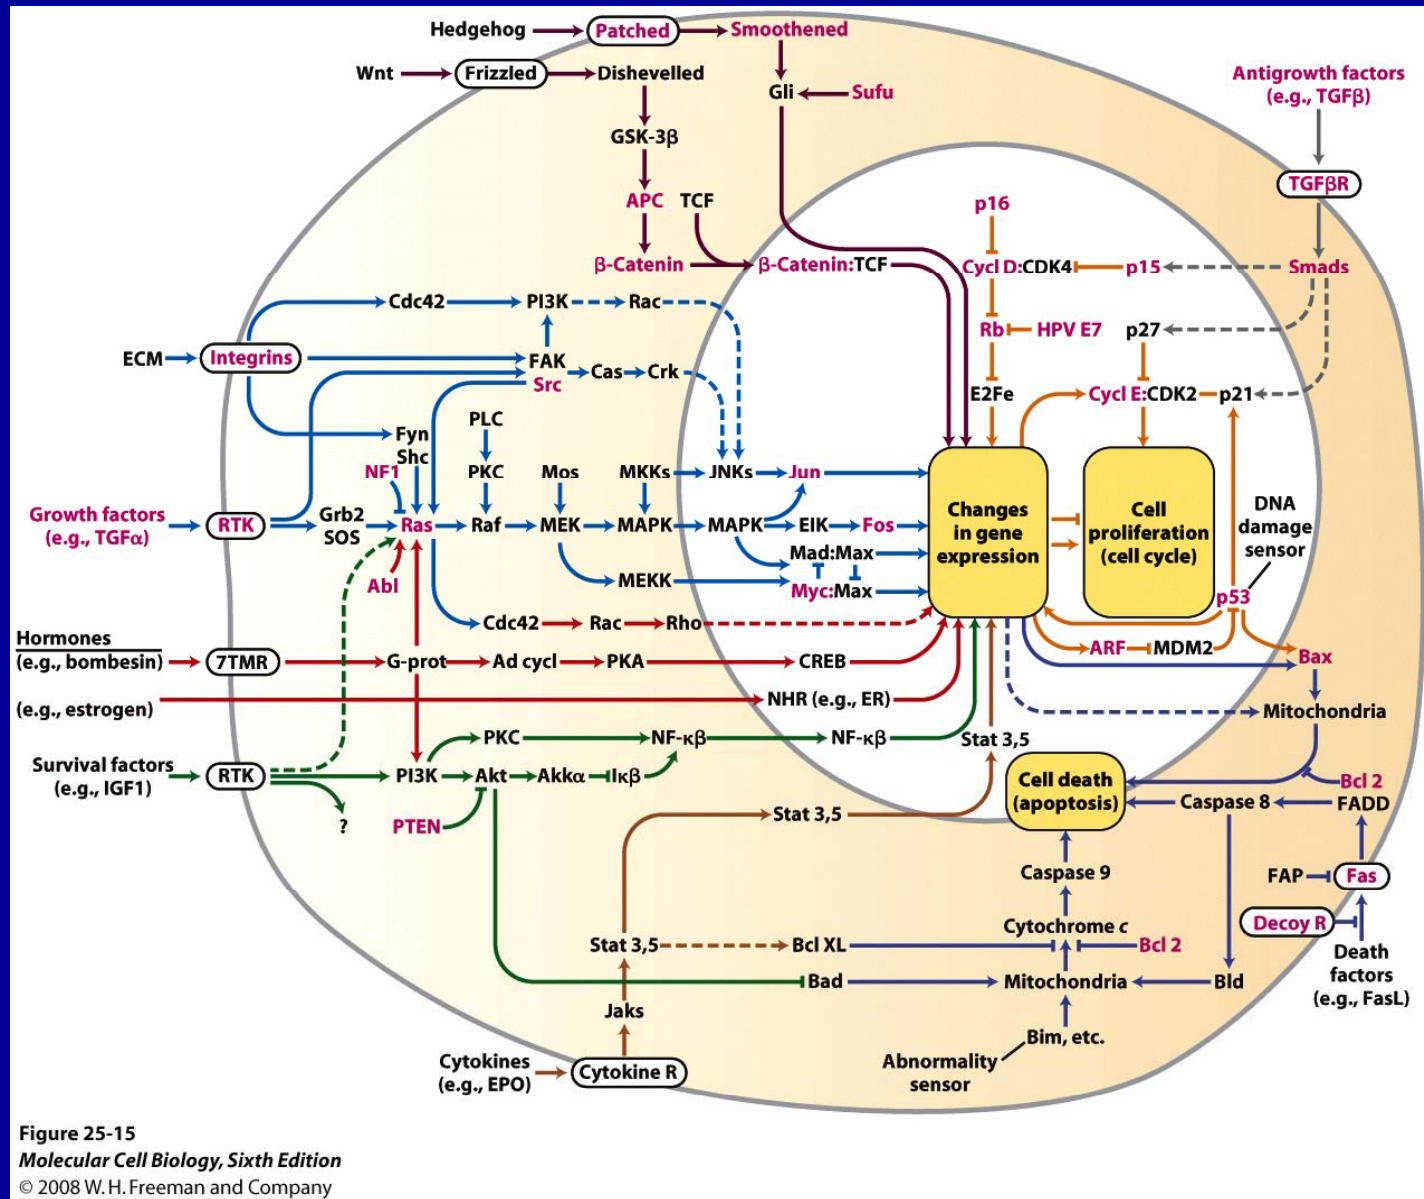 Hedgehog
Patched
Smoothened
Wnt
Frizzled
Dishevelled
Gli
Sufu
Antigrowth factors
(e.g., TGFβ)
GSK-3β
TGFβR
APC
TCF
p16
β-Catenin
β-Catenin:TCF
Cycl D:CDK4
p15
Smads
Cdc42
PI3K
Rac
Rb
HPV E7
p27
ECM
Integrins
FAK
Src
Cas
Crk
E2Fe
Cycl E:CDK2
p21
Fyn
Shc
PLC
NF1
PKC
Mos
MKKs
JNKs
Jun
Growth factors
(e.g., TGFα)
RTK
Grb2
SOS
Ras
Raf
MEK
MAPK
MAPK
EIK
Fos
Changes
in gene
expression
Cell
proliferation
(cell cycle)
DNA
damage
sensor
Mad:Max
Abl
MEKK
Myc:Max
p53
Cdc42
Rac
Rho
Hormones
(e.g., bombesin)
7TMR
G-prot
Ad cycl
PKA
CREB
ARF
MDM2
Bax
(e.g., estrogen)
NHR (e.g., ER)
Mitochondria
PKC
NF-κβ
NF-κβ
Stat 3,5
Survival factors
(e.g., IGF1)
RTK
PI3K
Akt
Akkα
Iκβ
Cell death
(apoptosis)
Bcl 2
?
PTEN
Stat 3,5
Caspase 8
FADD
Caspase 9
FAP
Fas
Cytochrome c
Decoy R
Stat 3,5
Bcl XL
Bcl 2
Death
factors
(e.g., FasL)
Bad
Mitochondria
Bld
Jaks
Bim, etc.
Abnormality
sensor
Cytokines
(e.g., EPO)
Cytokine R
Figure 25-15
Molecular Cell Biology, Sixth Edition
© 2008 W. H. Freeman and Company